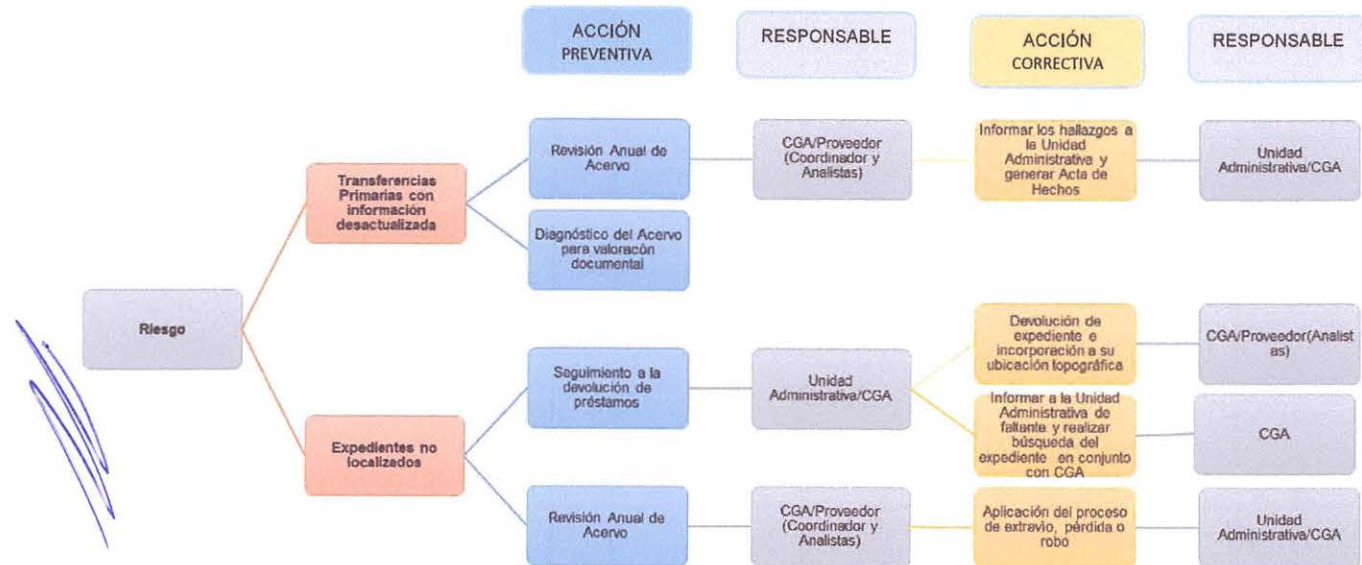 ACCIÓN
PREVENTIVA
RESPONSABLE
ACCIÓN
CORRECTIVA
RESPONSABLE
Riesgo
Transferencias
Primarias con
información
desactualizada
Revisión Anual de
Acervo
CGA/Proveedor
(Coordinador y
Analistas)
Informar los hallazgos a
la Unidad
Administrativa y
generar Acta de
Hechos
Unidad
Administrativa/CGA
Diagnóstico del Acervo
para valoracón
documental
Expedientes no
localizados
Seguimiento a la
devolución de
préstamos
Unidad
Administrativa/CGA
Devolución de
expediente e
incorporación a su
ubicación topográfica
CGA/Proveedor(Analist
as)
Informar a la Unidad
Administrativa de
faltante y realizar
búsqueda del
expediente en conjunto
con CGA
CGA
Revisión Anual de
Acervo
CGA/Proveedor
(Coordinador y
Analistas)
Aplicación del proceso
de extravío, pérdida o
robo
Unidad
Administrativa/CGA